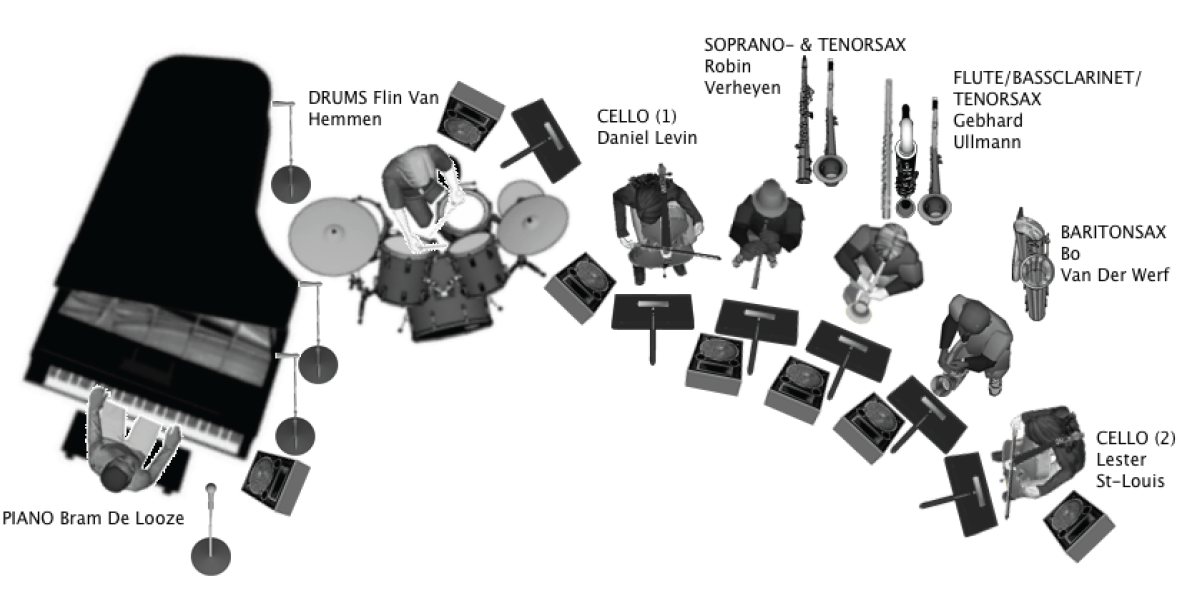 SOPRANO- & TENORSAX
Robin
Verheyen
FLUTE/BASSCLARINET/
TENORSAX
Gebhard
Ullmann
DRUMS Flin Van
Hemmen
CELLO (1)
Daniel Levin
BARITONSAX
Bo
Van Der Werf
CELLO (2)
Lester
St-Louis
PIANO Bram De Looze